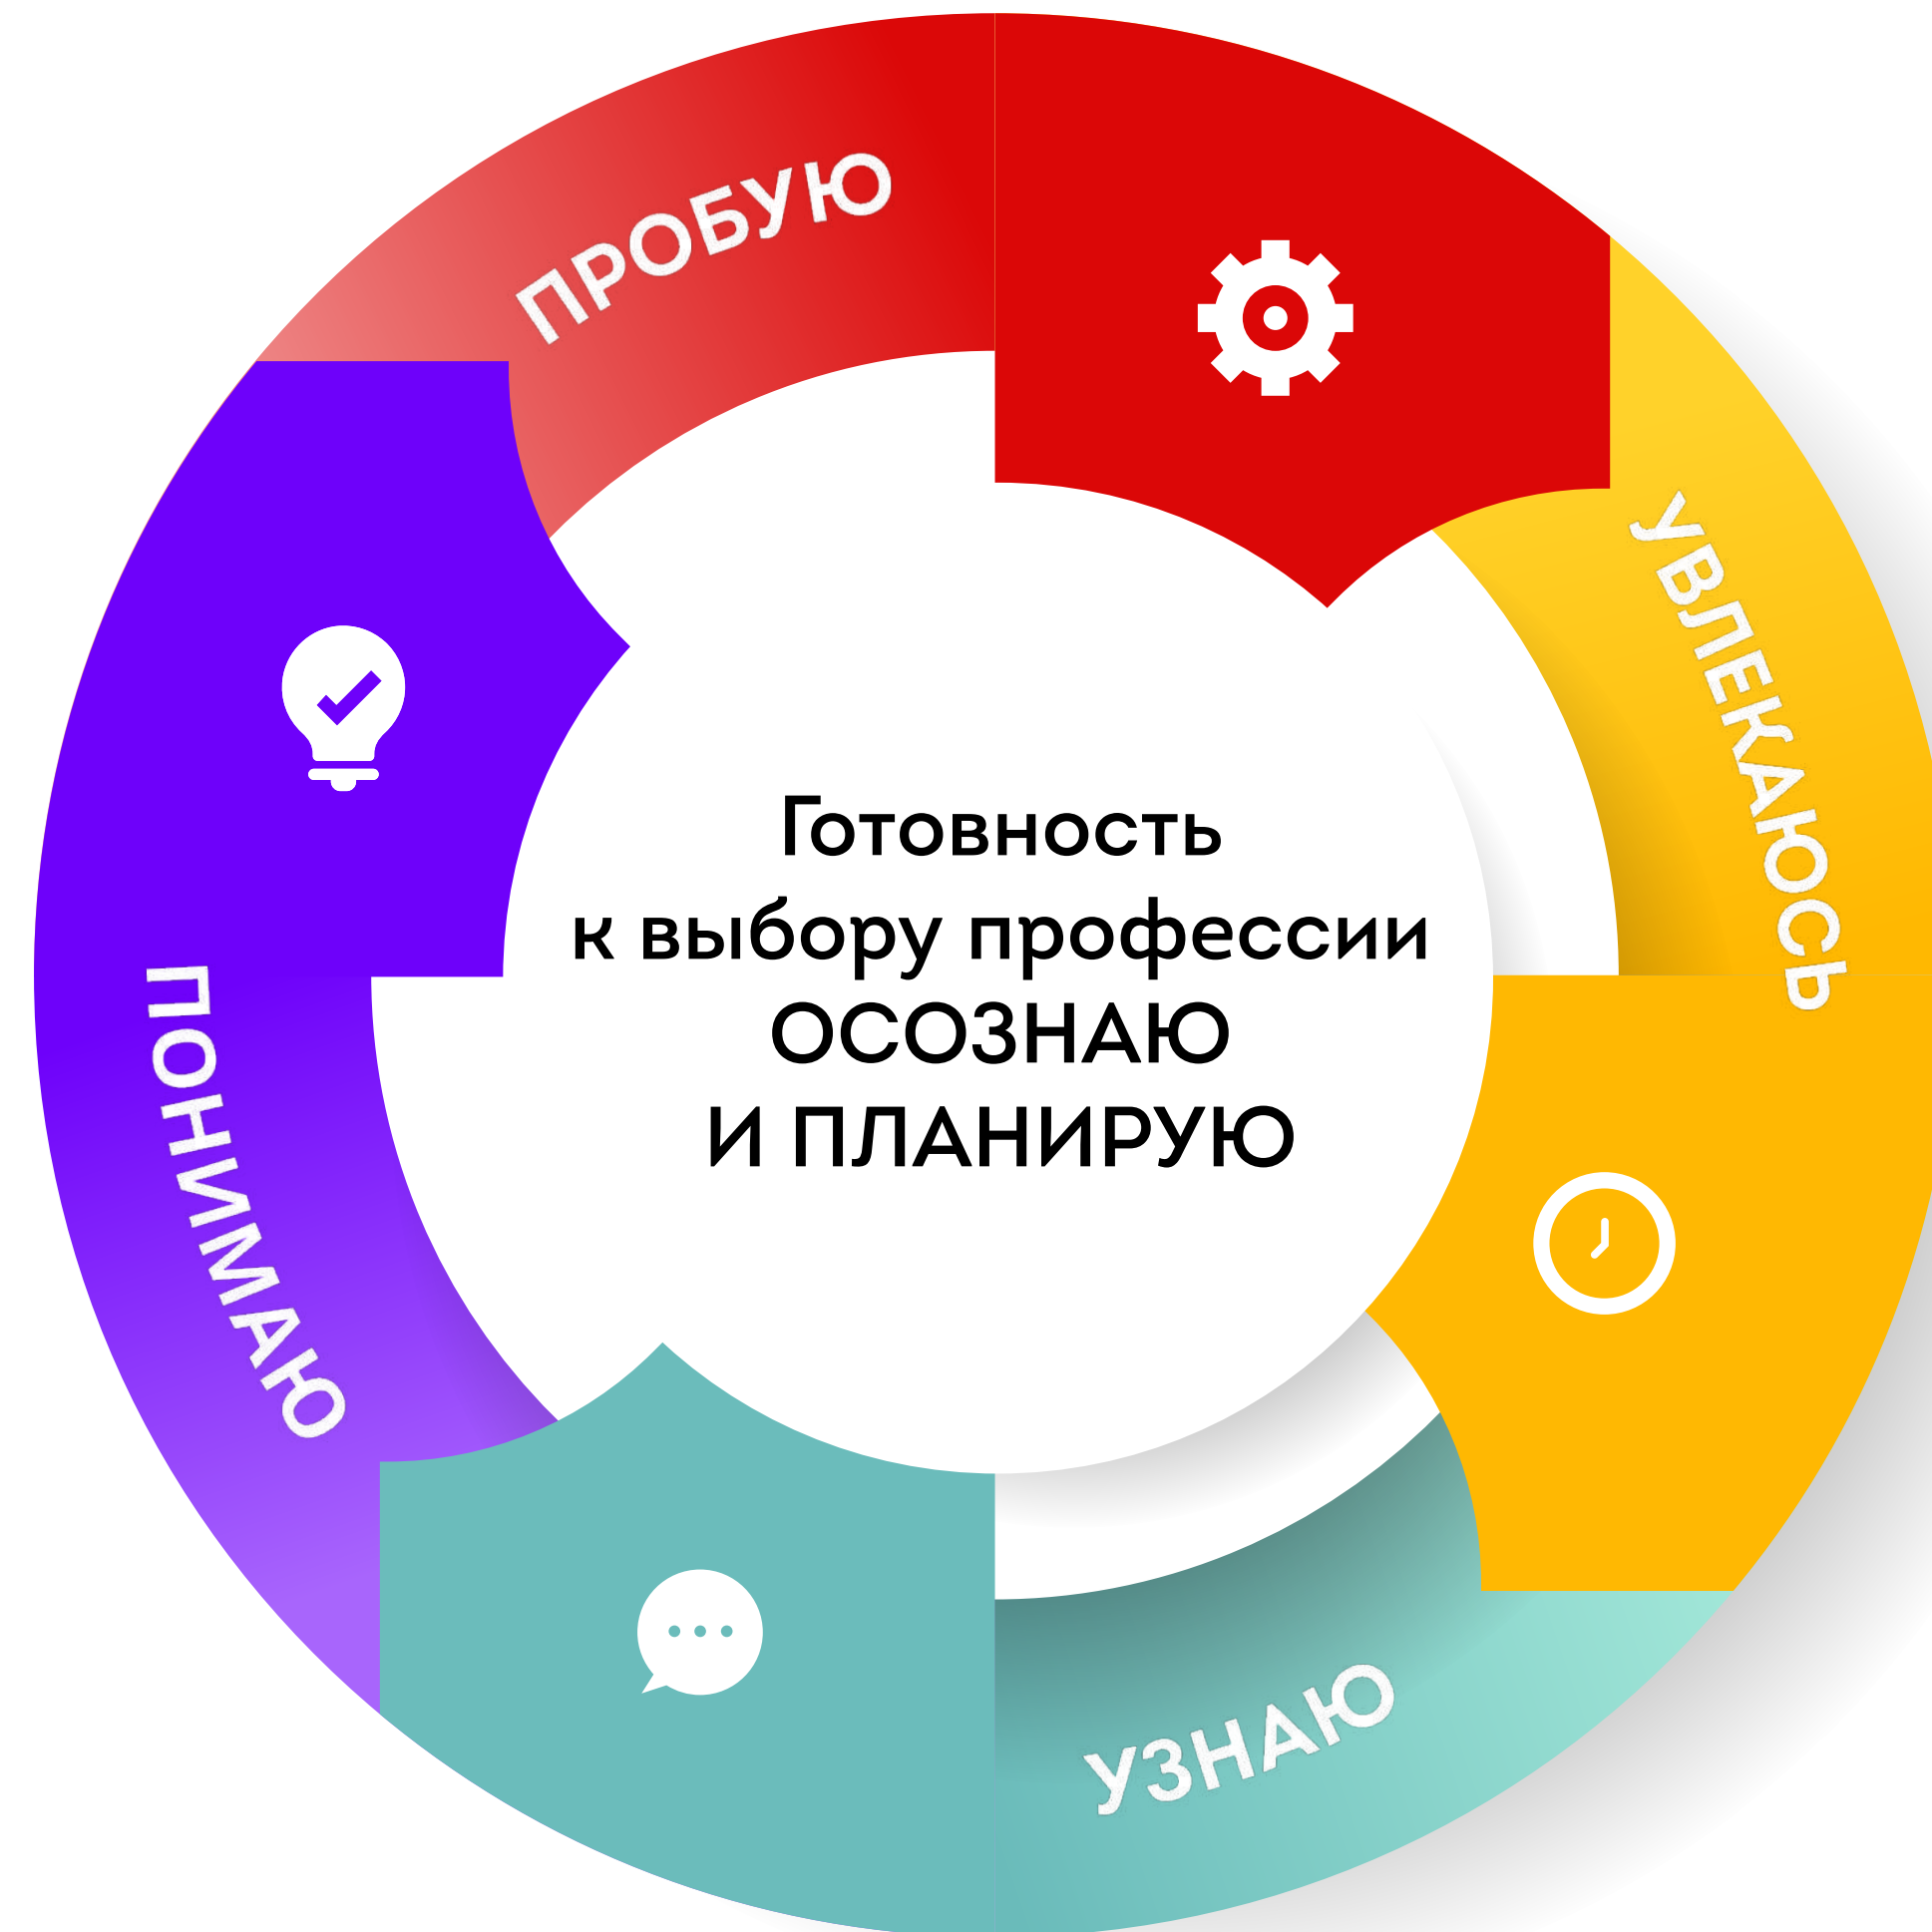 ПРОБУЮ
УВЛЕКАЮСЬ
Готовность
к выбору профессии
ОСОЗНАЮ
И ПЛАНИРУЮ
ПОНИМАЮ
УЗНАЮ